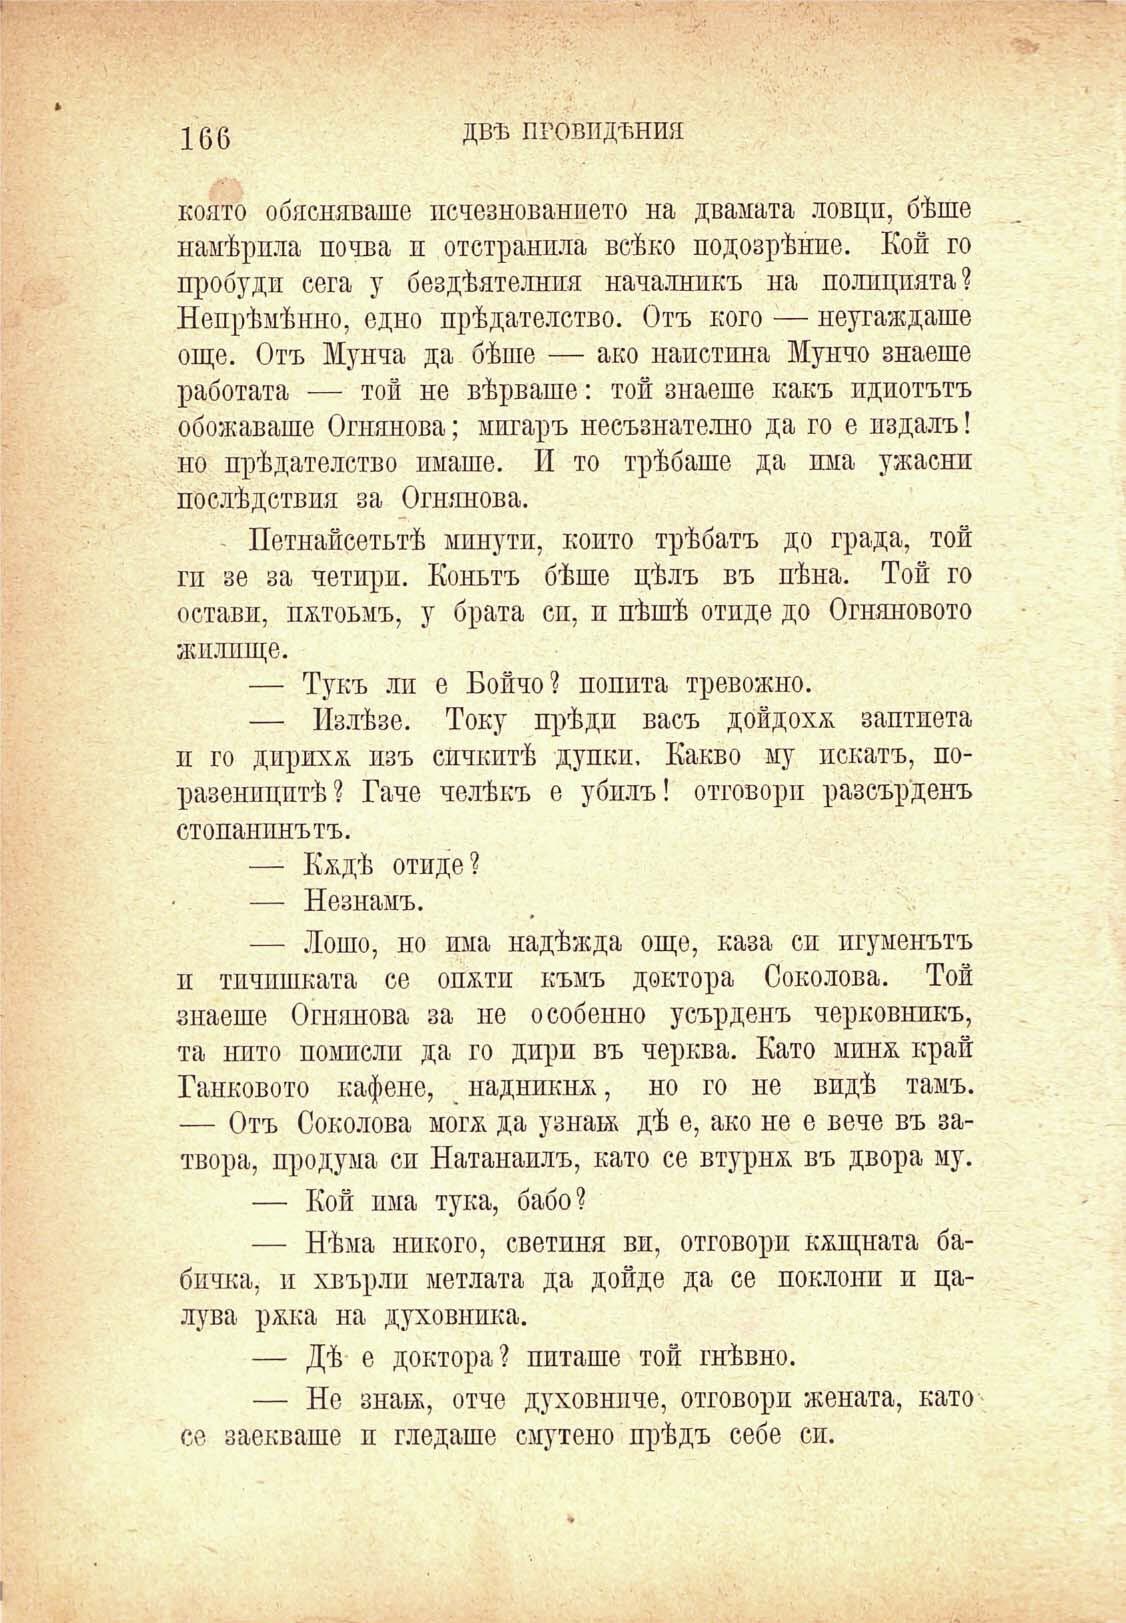 166
ДВѢ ПРОВИДѢНИЯ
която обясняваше исчезнованието на двамата ловци, бѣше
намѣрила почва и отстранила всѣко подозрѣние. Кой го
пробуди сега у бездѣятелния началникъ на полицията?
Непрѣмѣнно, едно прѣдателство. Отъ кого — неугаждаше
още. Отъ Мунча да бѣше — ако наистина Мунчо знаеше
работата — той не вѣрваше: той знаеше какъ идиотътъ
обожаваше Огнянова; мигаръ несъзнателно да го е издалъ!
но прѣдателство имаше. И то трѣбаше да има ужасни
послѣдствия за Огнянова.
Петнайсетьтѣ минути, които трѣбатъ до града, той
ги зе за четири. Коньтъ бѣше цѣлъ въ пѣна. Той го
остави, пѫтьомъ, у брата си, и пѣшѣ отиде до Огняновото
жилище.
— Тукъ ли е Бойчо? попита тревожно.
— Излѣзе. Току прѣди васъ дойдохѫ заптиета
и го дирихѫ изъ сичкитѣ дупки. Какво му искатъ, по-
разеницитѣ? Гаче челѣкъ е убилъ! отговори разсърденъ
стопанинътъ.
— Кѫдѣ отиде?
— Незнамъ.
— Лошо, но има надѣжда още, каза си игуменътъ
и тичишката се опѫти къмъ доктора Соколова. Той
знаеше Огнянова за не особенно усърденъ черковникъ,
та нито помисли да го дири въ черква. Като минѫ край
Ганковото кафене, надникнѫ, но го не видѣ тамъ.
— Отъ Соколова могѫ да узнаѭ дѣ е, ако не е вече въ за-
твора, продума си Натанаилъ, като се втурнѫ въ двора му.
— Кой има тука, бабо?
— Нѣма никого, светиня ви, отговори кѫщната ба-
бичка, и хвърли метлата да дойде да се поклони и ца-
лува рѫка на духовника.
— Дѣ е доктора? питаше той гнѣвно.
— Не знаѭ, отче духовниче, отговори жената, като
се заекваше и гледаше смутено прѣдъ себе си.